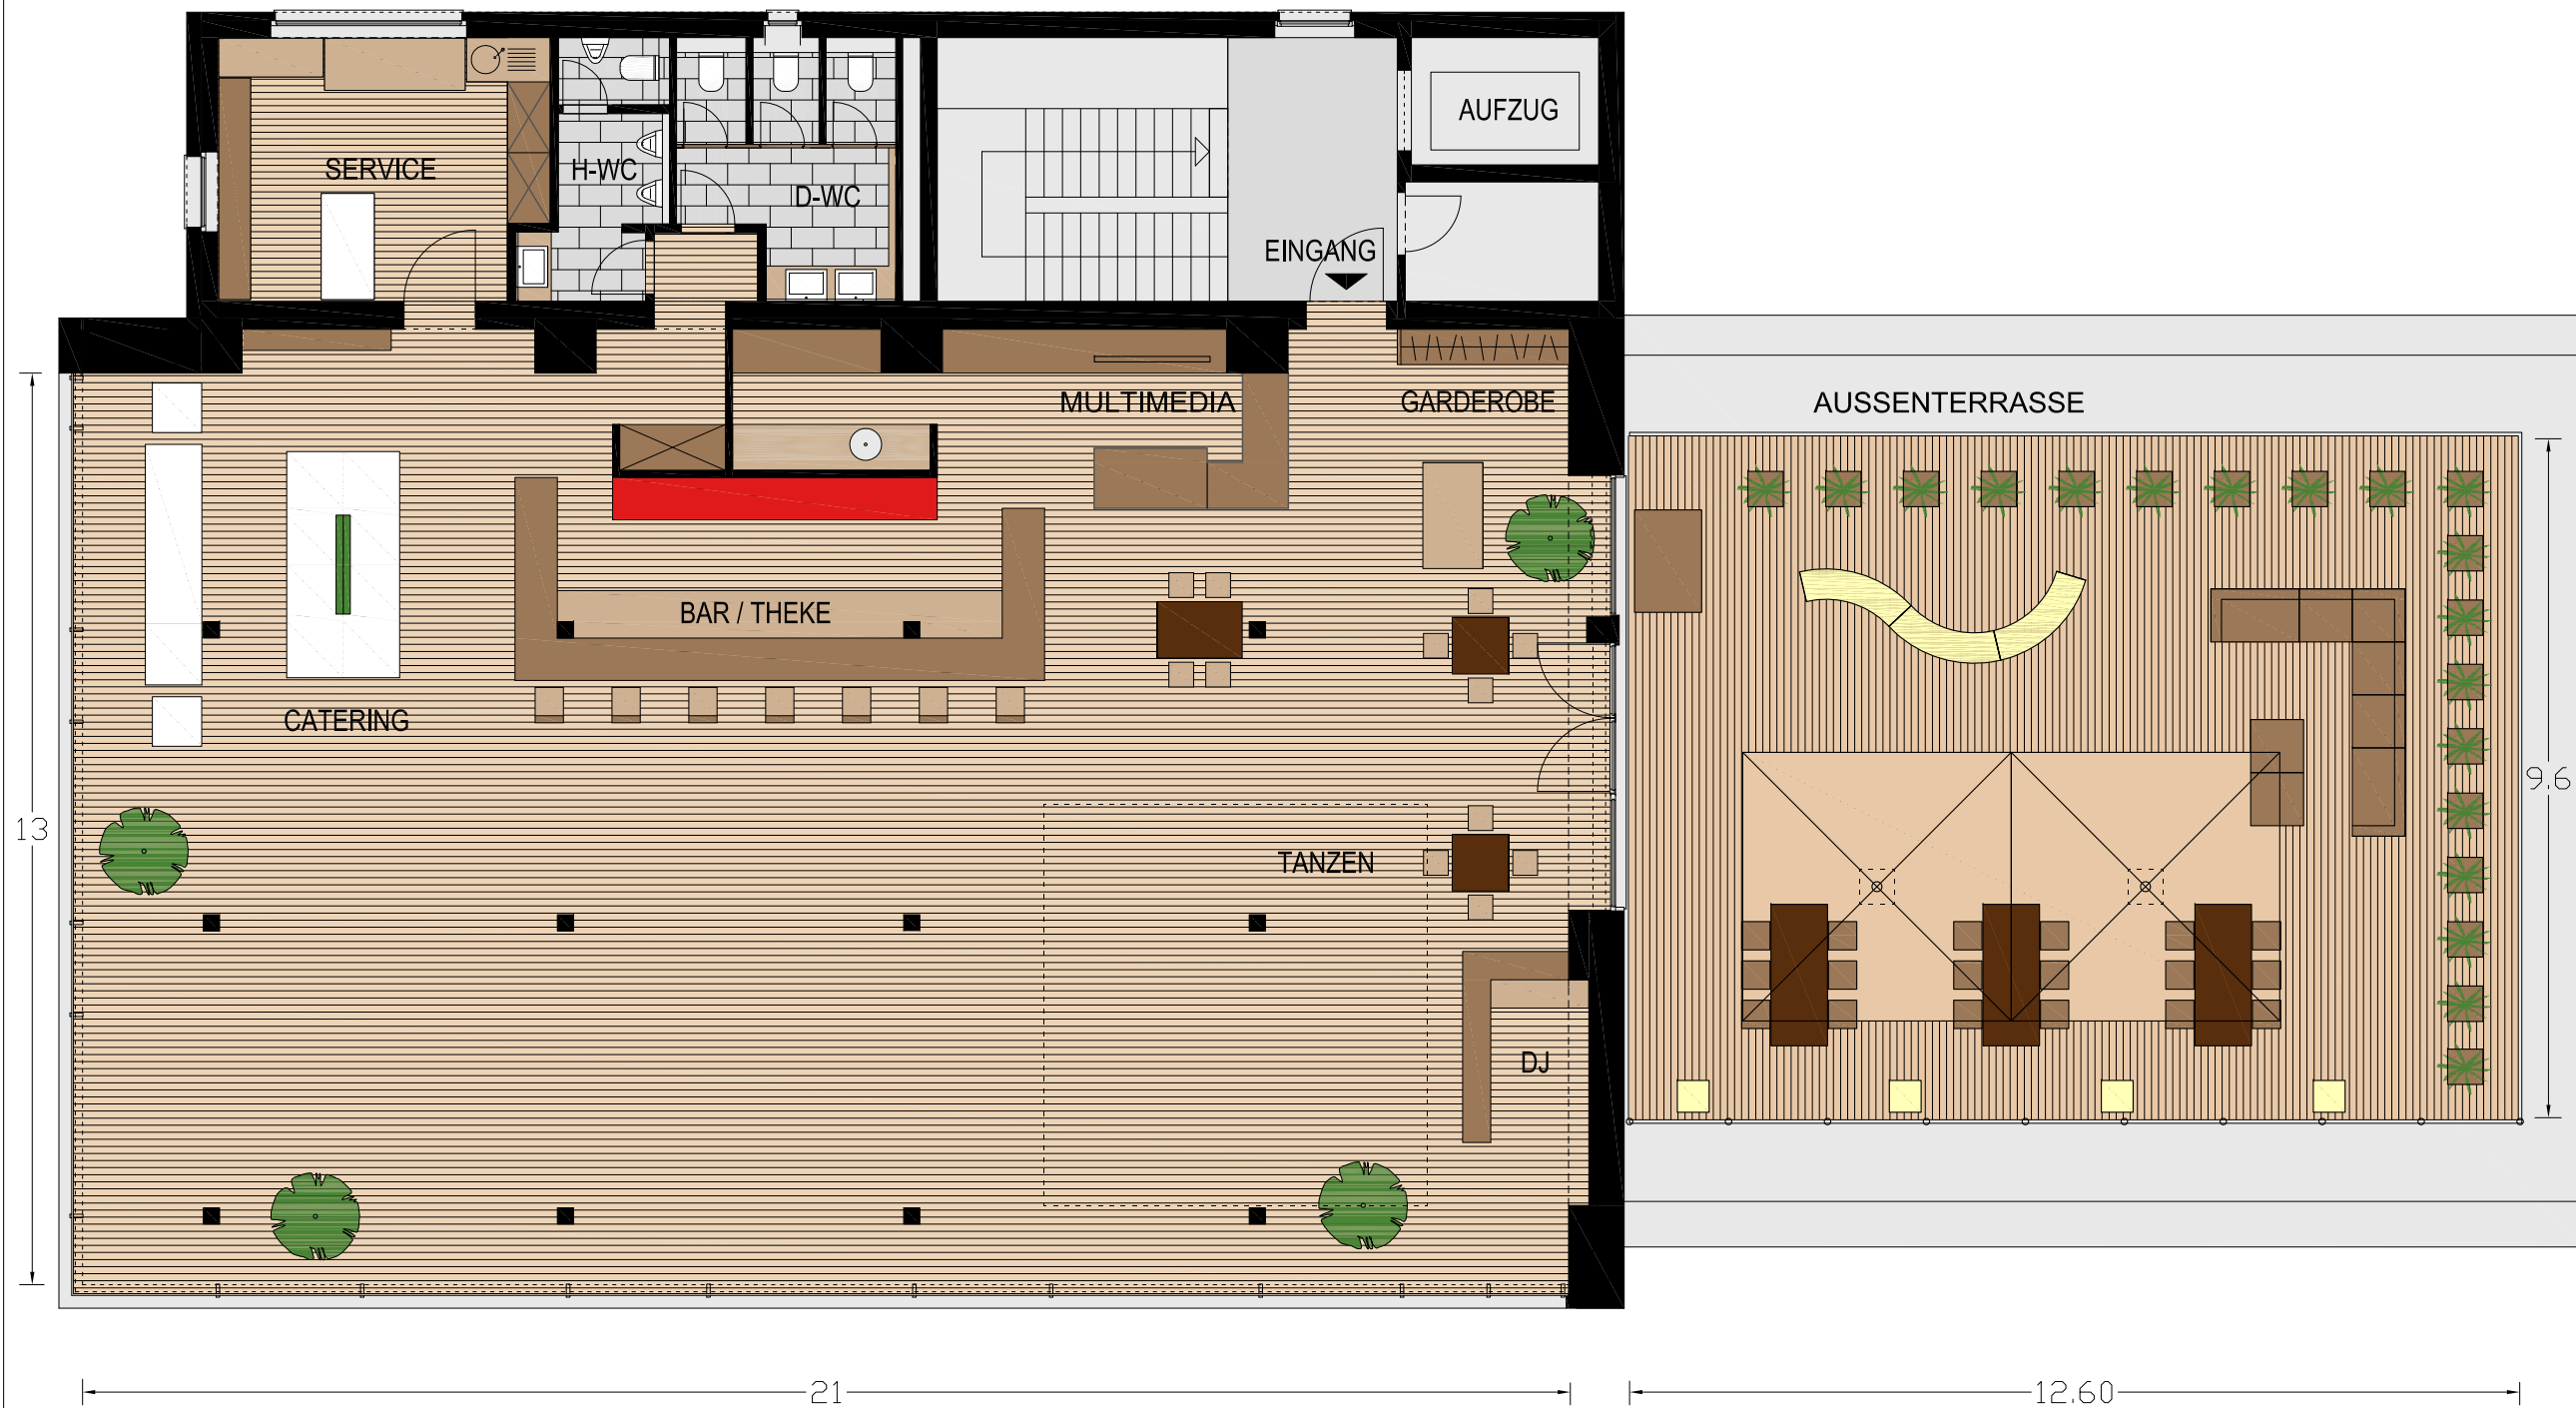 AUFZUG
SERVICE
H-WC
D-WC
EINGANG
MULTIMEDIA
GARDEROBE
AUSSENTERRASSE
BAR / THEKE
CATERING
9.6
13
TANZEN
DJ
21
12.60